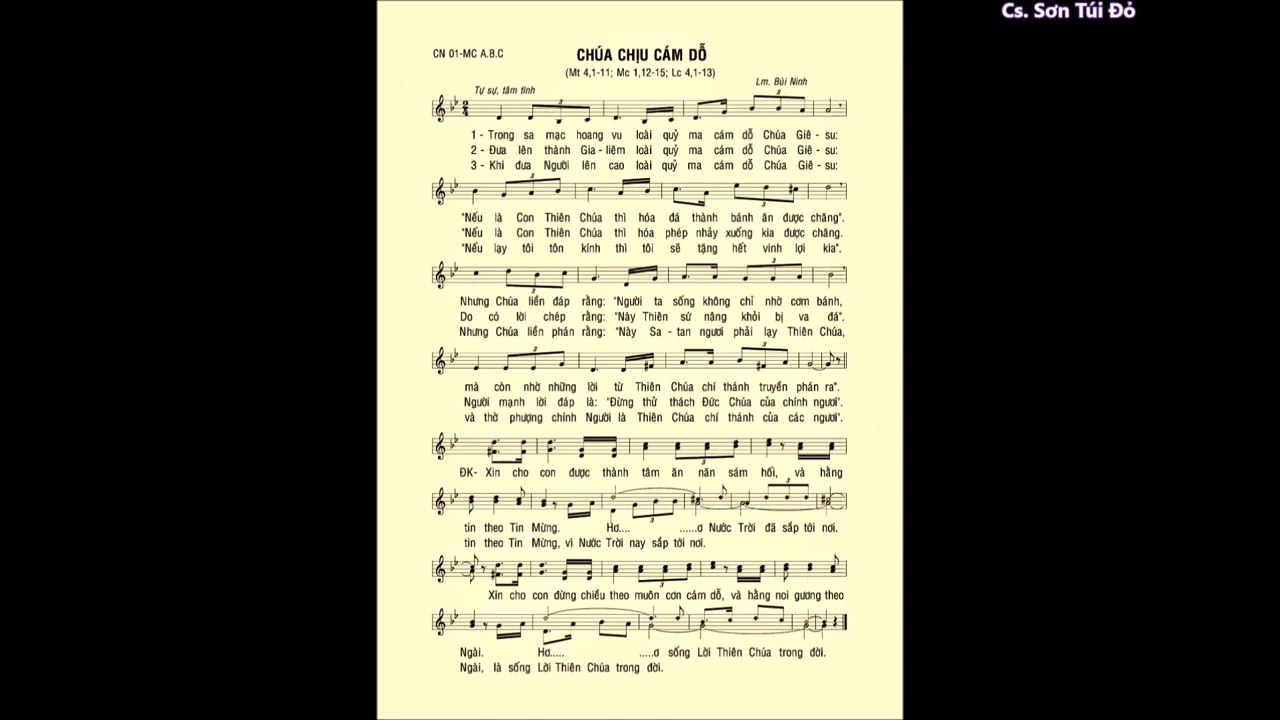 Cs. Sơn Túi Đỏ
CN 01-MC A.B.C
CHÚA CHỊU CÁM DỖ
(Mt 4,1-11; Mc 1,12-15; Lc 4,1-13)
Lm. Bùi Ninh
Tự sự, tâm tình
1 - Trong sa mạc hoang vu loài quỷ ma cám dỗ Chúa Giê - su:
2 - Đưa lên thành Gia - liêm loài quỷ ma cám dỗ Chúa Giê - su:
3 - Khi đưa Người lên cao loài quỷ ma cám dỗ Chúa Giê - su:
"Nếu là Con Thiên Chúa thì hóa đá thành bánh ăn được chăng".
"Nếu là Con Thiên Chúa thì hóa phép nhảy xuống kia được chăng.
"Nếu lạy tôi tôn kính thì tôi sẽ tặng hết vinh lợi kia".
Nhưng Chúa liền đáp rằng: "Người ta sống không chỉ nhờ cơm bánh,
Do có lời chép rằng: "Này Thiên sứ nâng khỏi bị va đá".
Nhưng Chúa liền phán rằng: "Này Sa - tan ngươi phải lạy Thiên Chúa,
mà còn nhờ những lời từ Thiên Chúa chí thánh truyền phán ra".
Người mạnh lời đáp là: "Đừng thử thách Đức Chúa của chính ngươi".
và thờ phượng chính Người là Thiên Chúa chí thánh của các ngươi".
ĐK- Xin cho con được thành tâm ăn năn sám hối, và hằng
tin theo Tin Mừng. Hơ.... ......ơ Nước Trời đã sắp tới nơi.
tin theo Tin Mừng, vì Nước Trời nay sắp tới nơi.
Xin cho con đừng chiều theo muôn cơn cám dỗ, và hằng noi gương theo
Ngài. Hơ..... .....ơ sống Lời Thiên Chúa trong đời.
Ngài, là sống Lời Thiên Chúa trong đời.